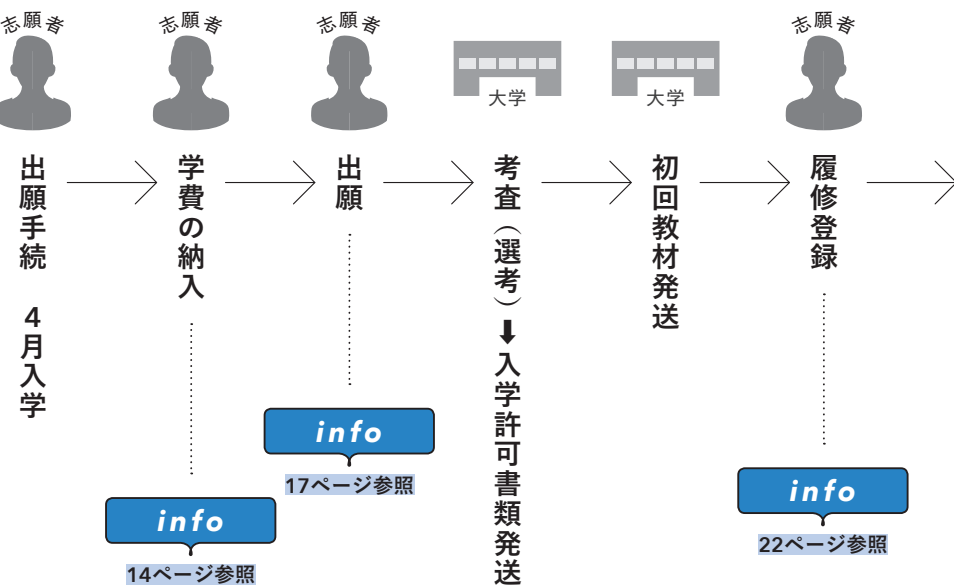 志願者
出願手続　4月入学
志願者
学費の納入
info
14ページ参照
志願者
出願
info
17ページ参照
大学
考査（選考）➡入学許可書類発送
大学
初回教材発送
志願者
履修登録
info
22ページ参照